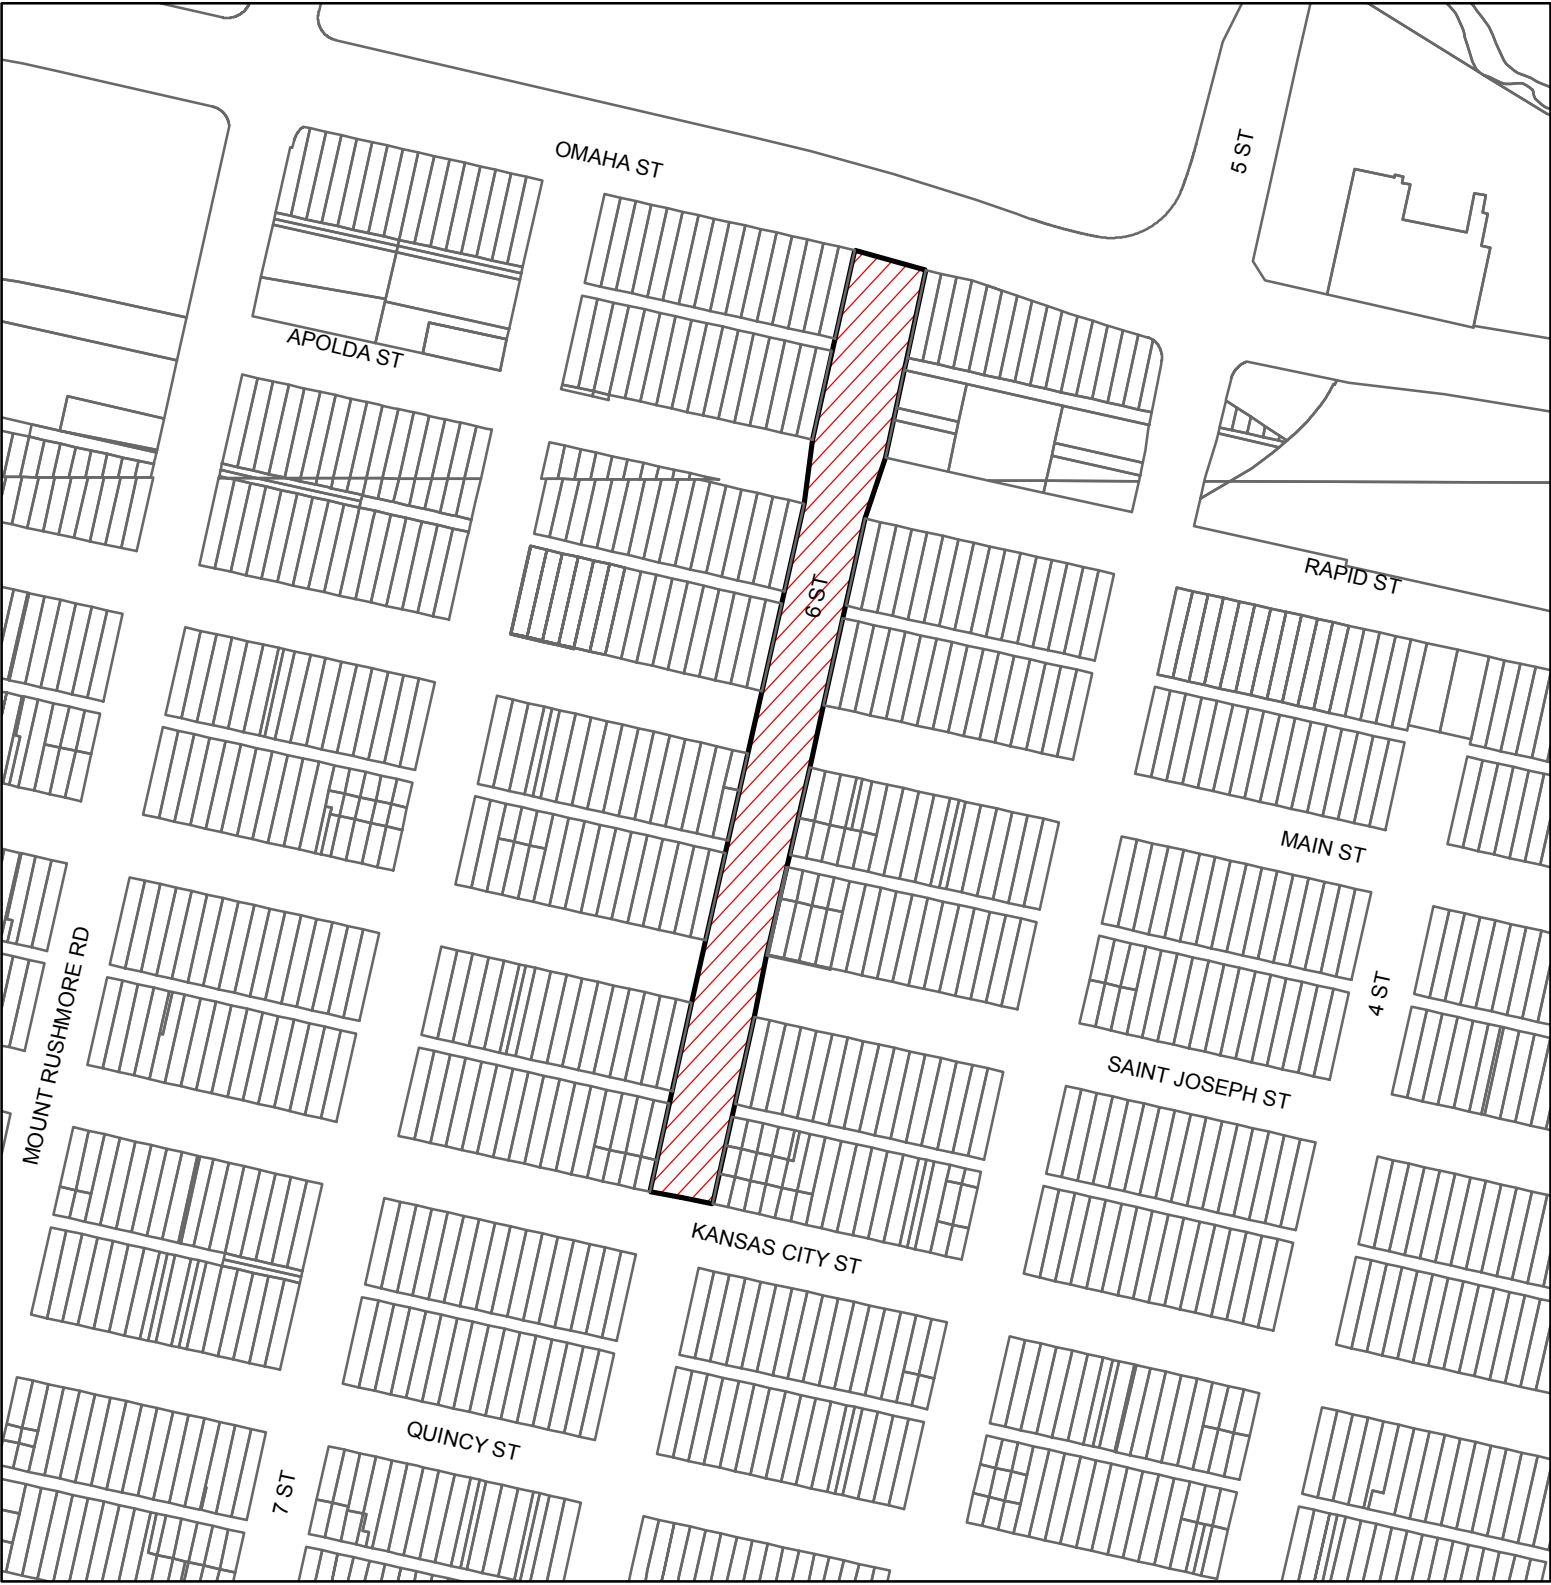 OMAHA ST
5 ST
APOLDA ST
RAPID ST
6 ST
MAIN ST
MOUNT RUSHMORE RD
4 ST
SAINT JOSEPH ST
KANSAS CITY ST
QUINCY ST
7 ST